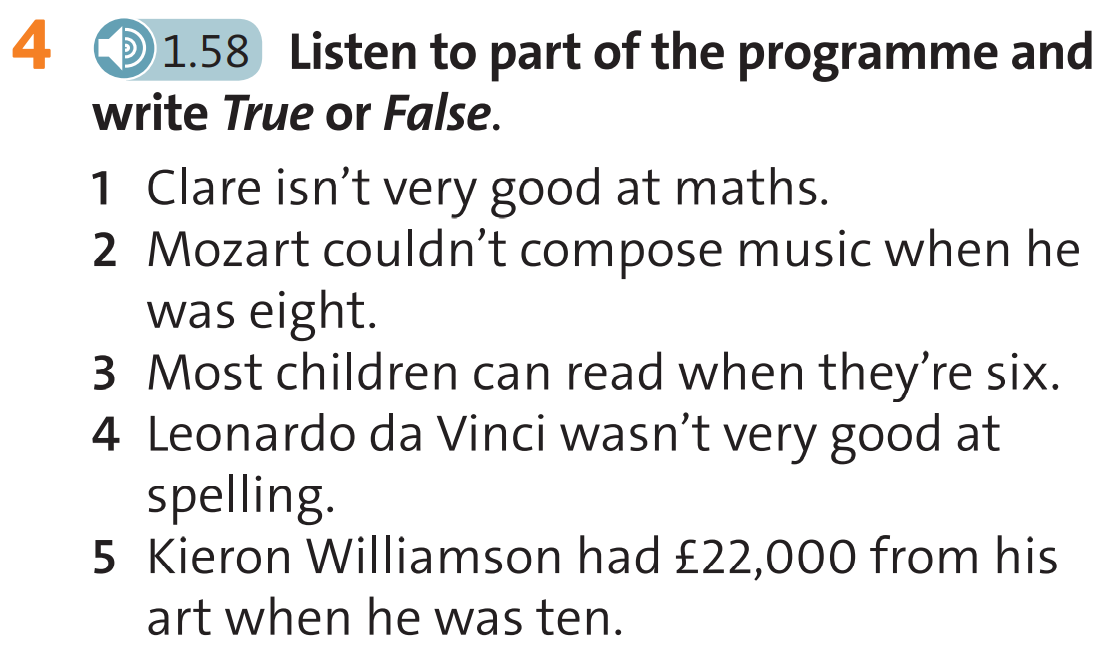 4 1.58 Listen to part of the programme and
write True or False.
1 Clare isn't very good at maths.
2 Mozart couldn't compose music when he
was eight.
3 Most children can read when they're six.
4 Leonardo da Vinci wasn't very good at
spelling.
5 Kieron Williamson had £22,000 from his
art when he was ten.